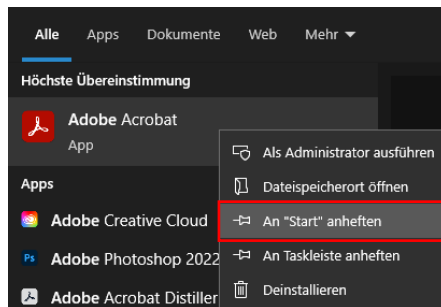 Alle Apps Dokumente Web Mehr
Höchste Übereinstimmung
Adobe Acrobat
App
Als Administrator ausführen
Dateispeicherort öffnen
An "Start" anheften
An Taskleiste anheften
Deinstallieren
Apps
Adobe Creative Cloud
Ps Adobe Photoshop 2022
Adobe Acrobat Distiller